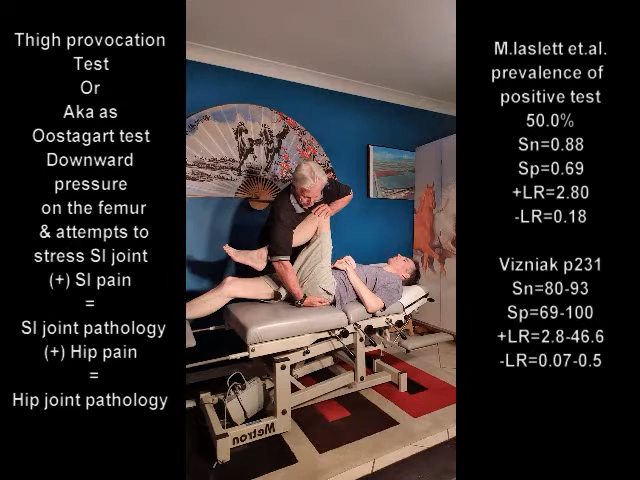 Thigh provocation
Test
Or
Aka as
Oostagart test
Downward
pressure
on the femur
& attempts to
stress SI joint
(+) SI pain
=
SI joint pathology
(+) Hip pain
=
Hip joint pathology
M.laslett et.al.
prevalence of
positive test
50.0%
Sn=0.88
Sp=0.69
+LR=2.80
-LR=0.18
Vizniak p231
Sn=80-93
Sp=69-100
+LR=2.8-46.6
-LR=0.07-0.5
Metron